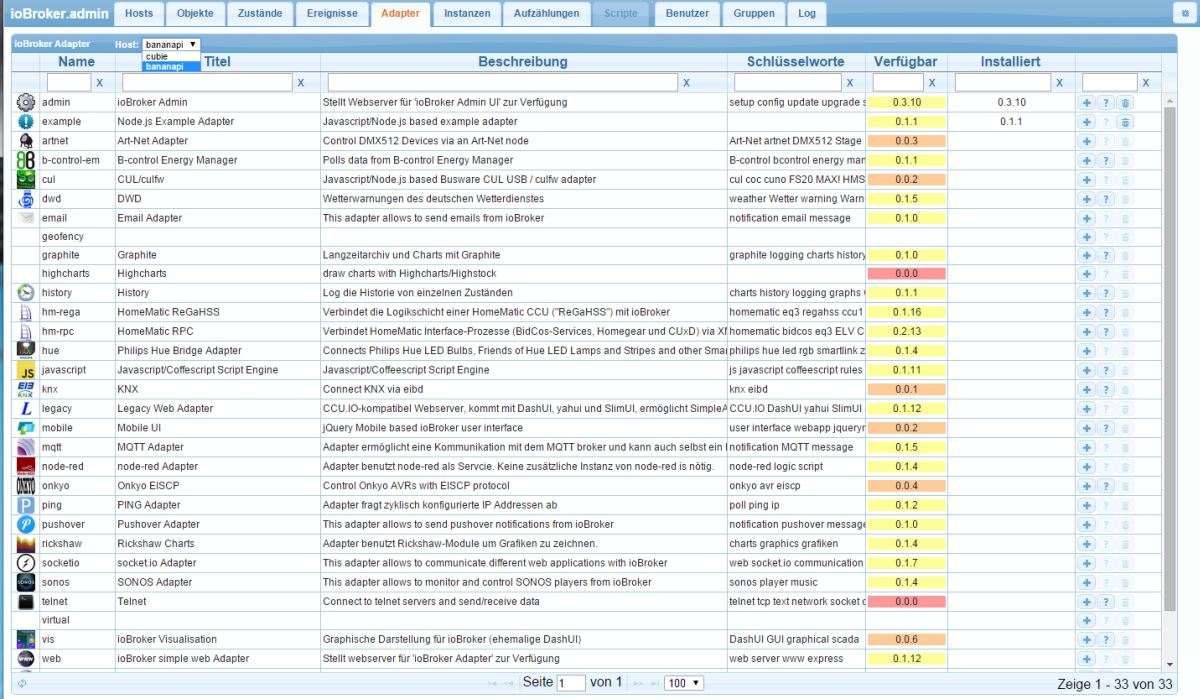 ioBroker.admin Hosts Objekte Zustände Ereignisse Adapter Instanzen Aufzählungen Scripte Benutzer Gruppen Log
ioBroker Adapter Host: bananapi
cubie
bananapi
Name Titel Beschreibung Schlüsselworte Verfügbar Installiert
X X X X X X X
admin ioBroker Admin Stellt Webserver für 'ioBroker Admin UI' zur Verfügung setup config update upgrade s 0.3.10 0.3.10
example Node.js Example Adapter Javascript/Node.js based example adapter 0.1.1 0.1.1
artnet Art-Net Adapter Control DMX512 Devices via an Art-Net node Art-Net artnet DMX512 Stage 0.0.3
b-control-em B-control Energy Manager Polls data from B-control Energy Manager B-control bcontrol energy man 0.1.1
cul CUL/culfw Javascript/Node.js based Busware CUL USB / culfw adapter cul coc cuno FS20 MAX! HMS 0.0.2
dwd DWD Wetterwarnungen des deutschen Wetterdienstes weather Wetter warning Warn 0.1.5
email Email Adapter This adapter allows to send emails from ioBroker notification email message 0.1.0
geofency
graphite Graphite Langzeitarchiv und Charts mit Graphite graphite logging charts history 0.1.0
highcharts Highcharts draw charts with Highcharts/Highstock 0.0.0
history History Log die Historie von einzelnen Zuständen charts history logging graphs 0.1.1
hm-rega HomeMatic ReGaHSS Verbindet die Logikschicht einer HomeMatic CCU ("ReGaHSS") mit ioBroker homematic eq3 regahss ccu1 0.1.16
hm-rpc HomeMatic RPC Verbindet HomeMatic Interface-Prozesse (BidCos-Services, Homegear und CUxD) via XM homematic bidcos eq3 ELV C 0.2.13
hue Philips Hue Bridge Adapter Connects Philips Hue LED Bulbs, Friends of Hue LED Lamps and Stripes and other Smar philips hue led rgb smartlink z 0.1.4
JS javascript Javascript/Coffescript Script Engine Javascript/Coffeescript Script Engine js javascript coffeescript rules 0.1.11
EIB KNX knx KNX Connect KNX via eibd knx eibd 0.0.1
L legacy Legacy Web Adapter CCU.IO-kompatibel Webserver, kommt mit DashUI, yahui und SlimUI, ermöglicht SimpleA CCU.IO DashUI yahui SlimUI 0.1.12
mobile Mobile UI jQuery Mobile based ioBroker user interface user interface webapp jquerym 0.0.2
mqtt MQTT Adapter Adapter ermöglicht eine Kommunikation mit dem MQTT broker und kann auch selbst ein notification MQTT message 0.1.5
node-red node-red Adapter Adapter benutzt node-red als Servcie. Keine zusätzliche Instanz von node-red is nötig. node-red logic script 0.1.4
ONKYO onkyo Onkyo EISCP Control Onkyo AVRs with EISCP protocol onkyo avr eiscp 0.0.4
P ping PING Adapter Adapter fragt zyklisch konfigurierte IP Addressen ab poll ping ip 0.1.2
pushover Pushover Adapter This adapter allows to send pushover notifications from ioBroker notification pushover message 0.1.0
rickshaw Rickshaw Charts Adapter benutzt Rickshaw-Module um Grafiken zu zeichnen. charts graphics grafiken 0.1.4
socketio socket.io Adapter This adapter allows to communicate different web applications with ioBroker web socket.io communication 0.1.7
SONOS sonos SONOS Adapter This adapter allows to monitor and control SONOS players from ioBroker sonos player music 0.1.4
telnet Telnet Connect to telnet servers and send/receive data telnet tcp text network socket c 0.0.0
virtual
vis ioBroker Visualisation Graphische Darstellung für ioBroker (ehemalige DashUI) DashUI GUI graphical scada 0.0.6
www web ioBroker simple web Adapter Stellt webserver für 'ioBroker Adapter' zur Verfügung web server www express 0.1.12
Seite 1 von 1 100 Zeige 1 - 33 von 33